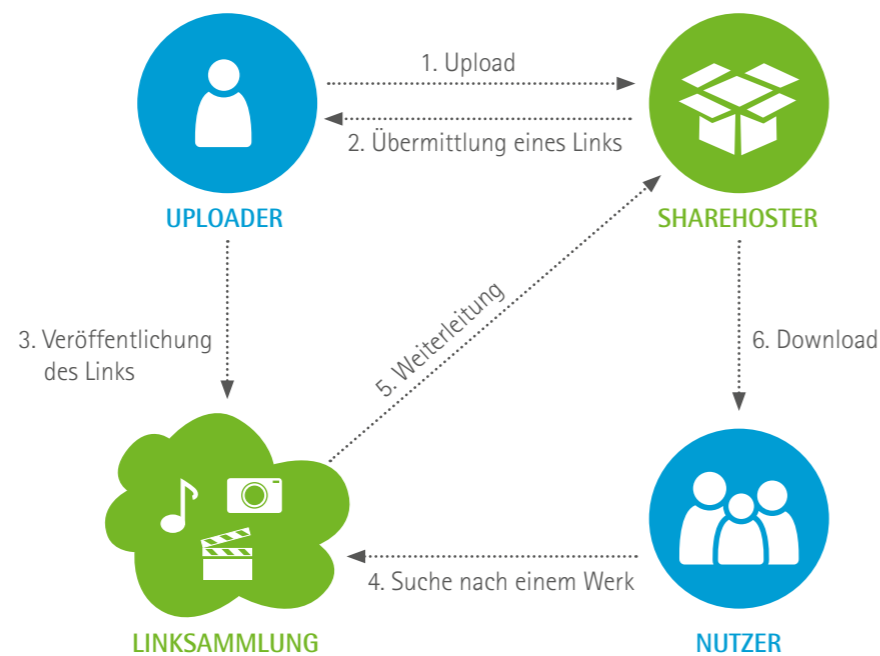 1. Upload
2. Übermittlung eines Links
UPLOADER
SHAREHOSTER
3. Veröffentlichung
des Links
5. Weiterleitung
6. Download
4. Suche nach einem Werk
LINKSAMMLUNG
NUTZER